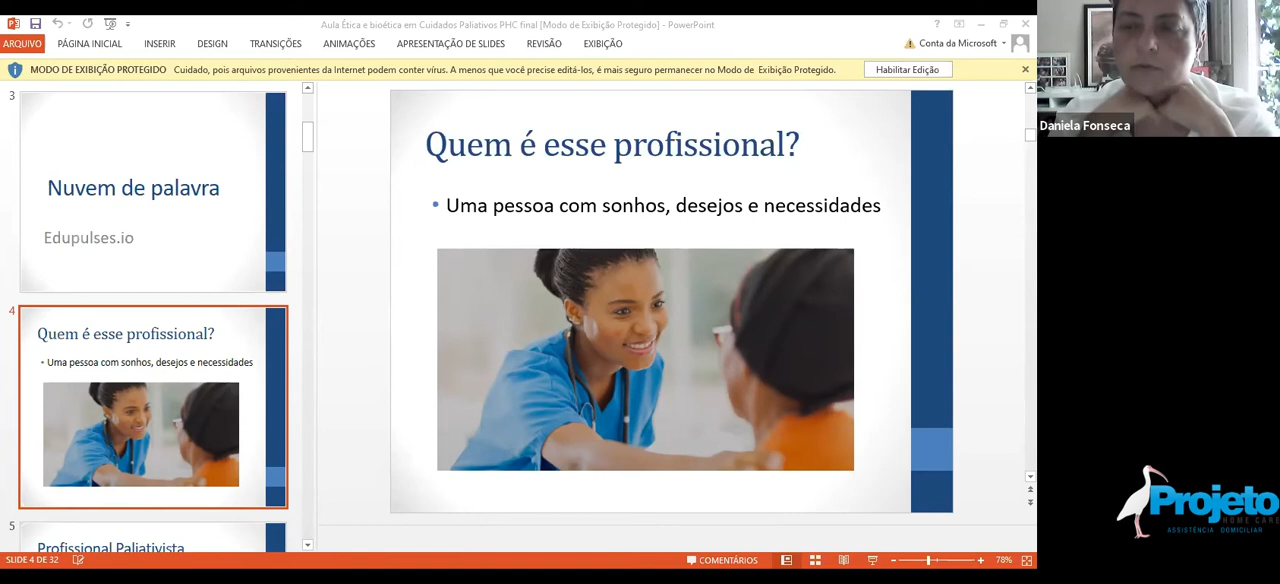 Aula Ética e bioética em Cuidados Paliativos PHC final [Modo de Exibição Protegido] - PowerPoint
ARQUIVO PÁGINA INICIAL INSERIR DESIGN TRANSIÇÕES ANIMAÇÕES APRESENTAÇÃO DE SLIDES REVISÃO EXIBIÇÃO Conta da Microsoft
MODO DE EXIBIÇÃO PROTEGIDO Cuidado, pois arquivos provenientes da Internet podem conter vírus. A menos que você precise editá-los, é mais seguro permanecer no Modo de Exibição Protegido. Habilitar Edição
3
Nuvem de palavra
Edupulses.io
4
Quem é esse profissional?
• Uma pessoa com sonhos, desejos e necessidades
5
Profissional Paliativista
Quem é esse profissional?
• Uma pessoa com sonhos, desejos e necessidades
SLIDE 4 DE 32 COMENTÁRIOS 78%
Daniela Fonseca
Projeto
HOME CARE
ASSISTÊNCIA DOMICILIAR